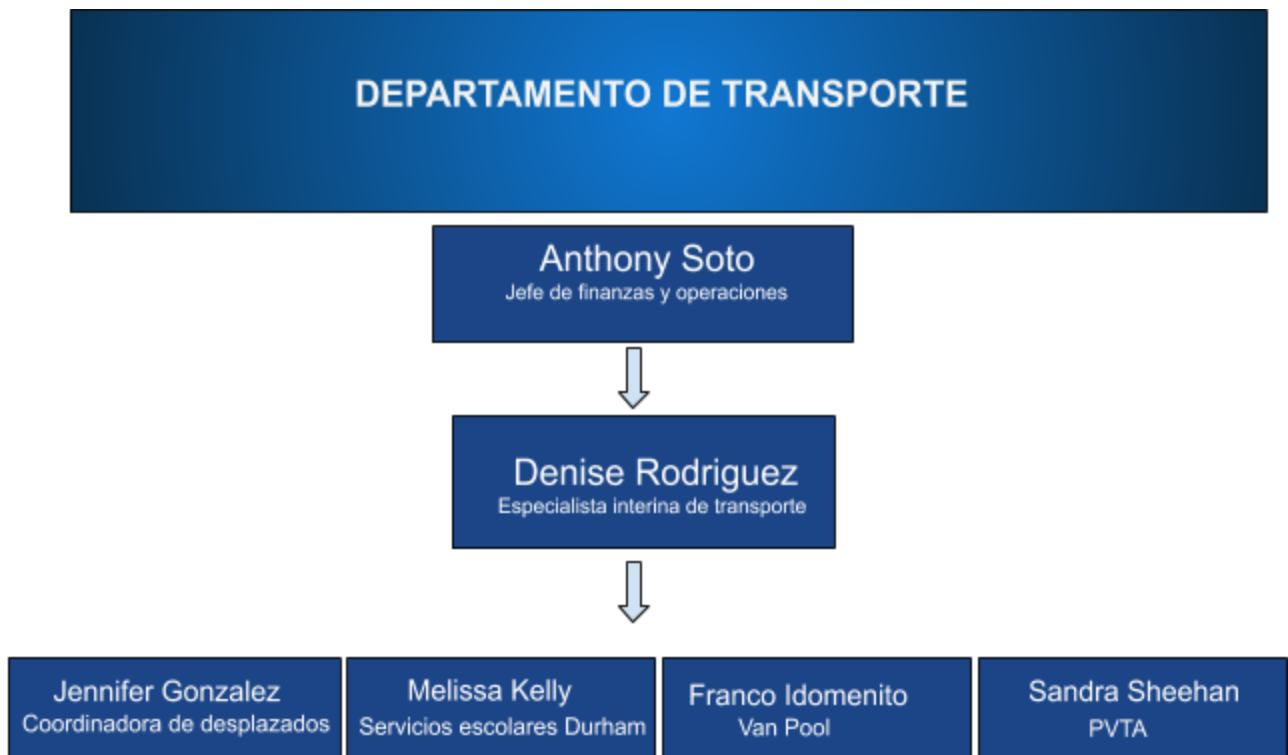 DEPARTAMENTO DE TRANSPORTE
Anthony Soto
Jefe de finanzas y operaciones
Denise Rodriguez
Especialista interina de transporte
Jennifer Gonzalez
Coordinadora de desplazados
Melissa Kelly
Servicios escolares Durham
Franco Idomenito
Van Pool
Sandra Sheehan
PVTA